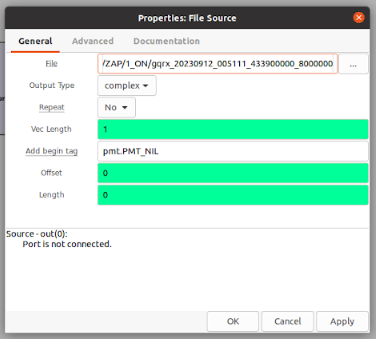 Properties: File Source
General Advanced Documentation
File /ZAP/1_ON/gqrx_20230912_005111_433900000_8000000 ...
Output Type complex
Repeat No
Vec Length 1
Add begin tag pmt.PMT_NIL
Offset 0
Length 0
Source - out(0):
Port is not connected.
OK Cancel Apply